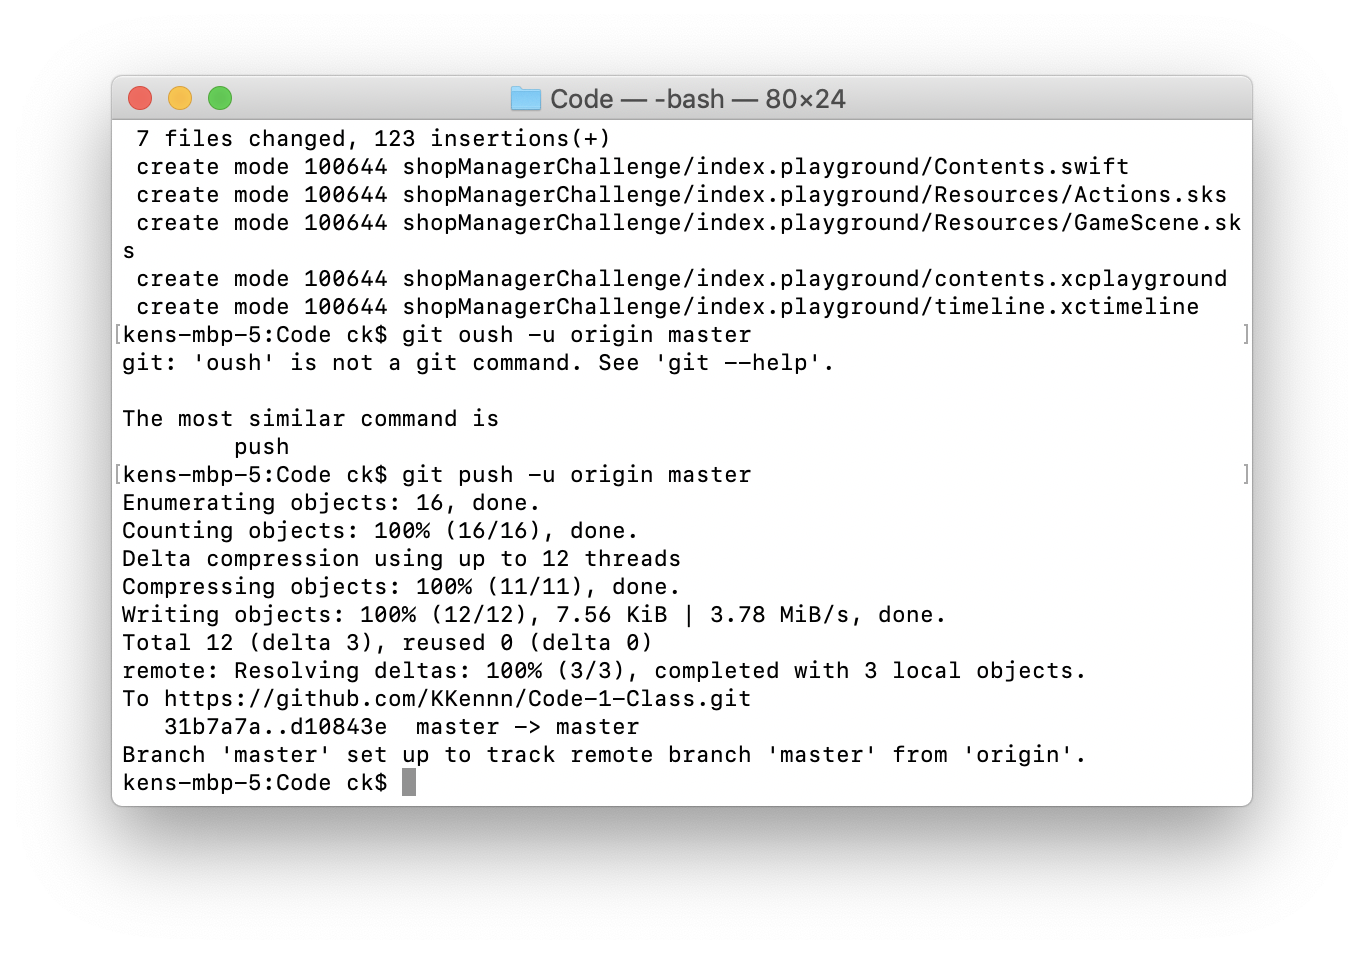 Code — -bash — 80×24
7 files changed, 123 insertions(+)
create mode 100644 shopManagerChallenge/index.playground/Contents.swift
create mode 100644 shopManagerChallenge/index.playground/Resources/Actions.sks
create mode 100644 shopManagerChallenge/index.playground/Resources/GameScene.sk
s
create mode 100644 shopManagerChallenge/index.playground/contents.xcplayground
create mode 100644 shopManagerChallenge/index.playground/timeline.xctimeline
[kens-mbp-5:Code ck$ git oush -u origin master ]
git: 'oush' is not a git command. See 'git --help'.

The most similar command is
        push
[kens-mbp-5:Code ck$ git push -u origin master ]
Enumerating objects: 16, done.
Counting objects: 100% (16/16), done.
Delta compression using up to 12 threads
Compressing objects: 100% (11/11), done.
Writing objects: 100% (12/12), 7.56 KiB | 3.78 MiB/s, done.
Total 12 (delta 3), reused 0 (delta 0)
remote: Resolving deltas: 100% (3/3), completed with 3 local objects.
To https://github.com/KKennn/Code-1-Class.git
   31b7a7a..d10843e  master -> master
Branch 'master' set up to track remote branch 'master' from 'origin'.
kens-mbp-5:Code ck$